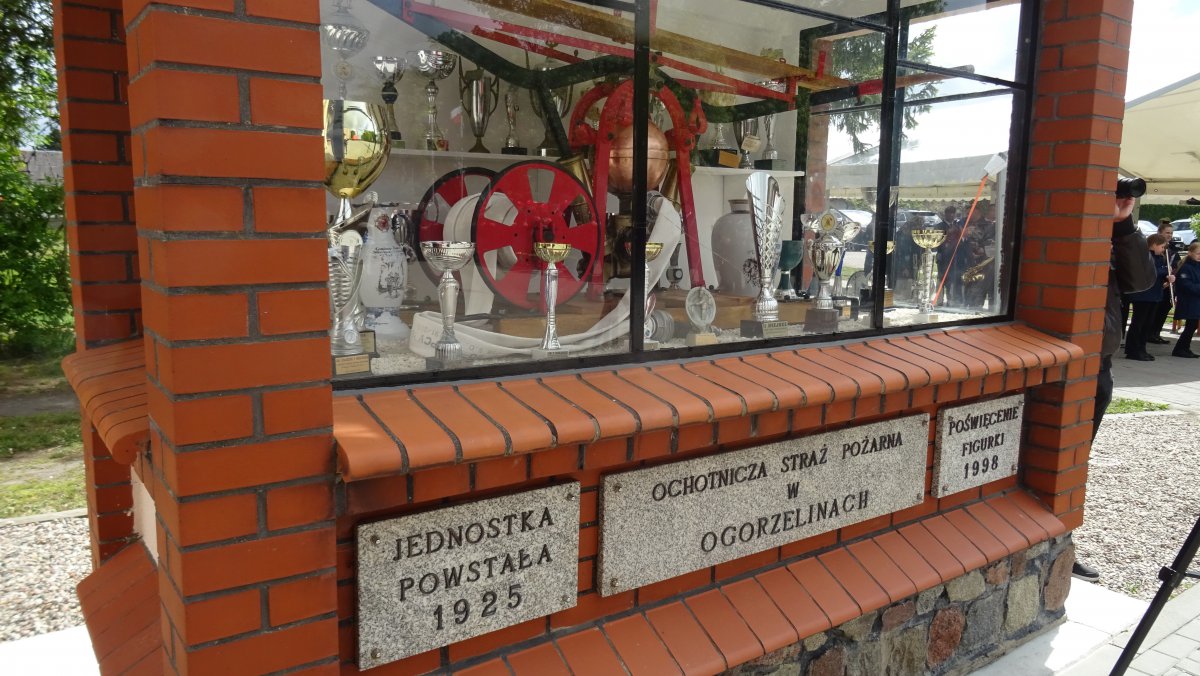 JEDNOSTKA
POWSTAŁA
1925
OCHOTNICZA STRAŻ POŻARNA
W
OGORZELINACH
POŚWIĘCENIE
FIGURKI
1998